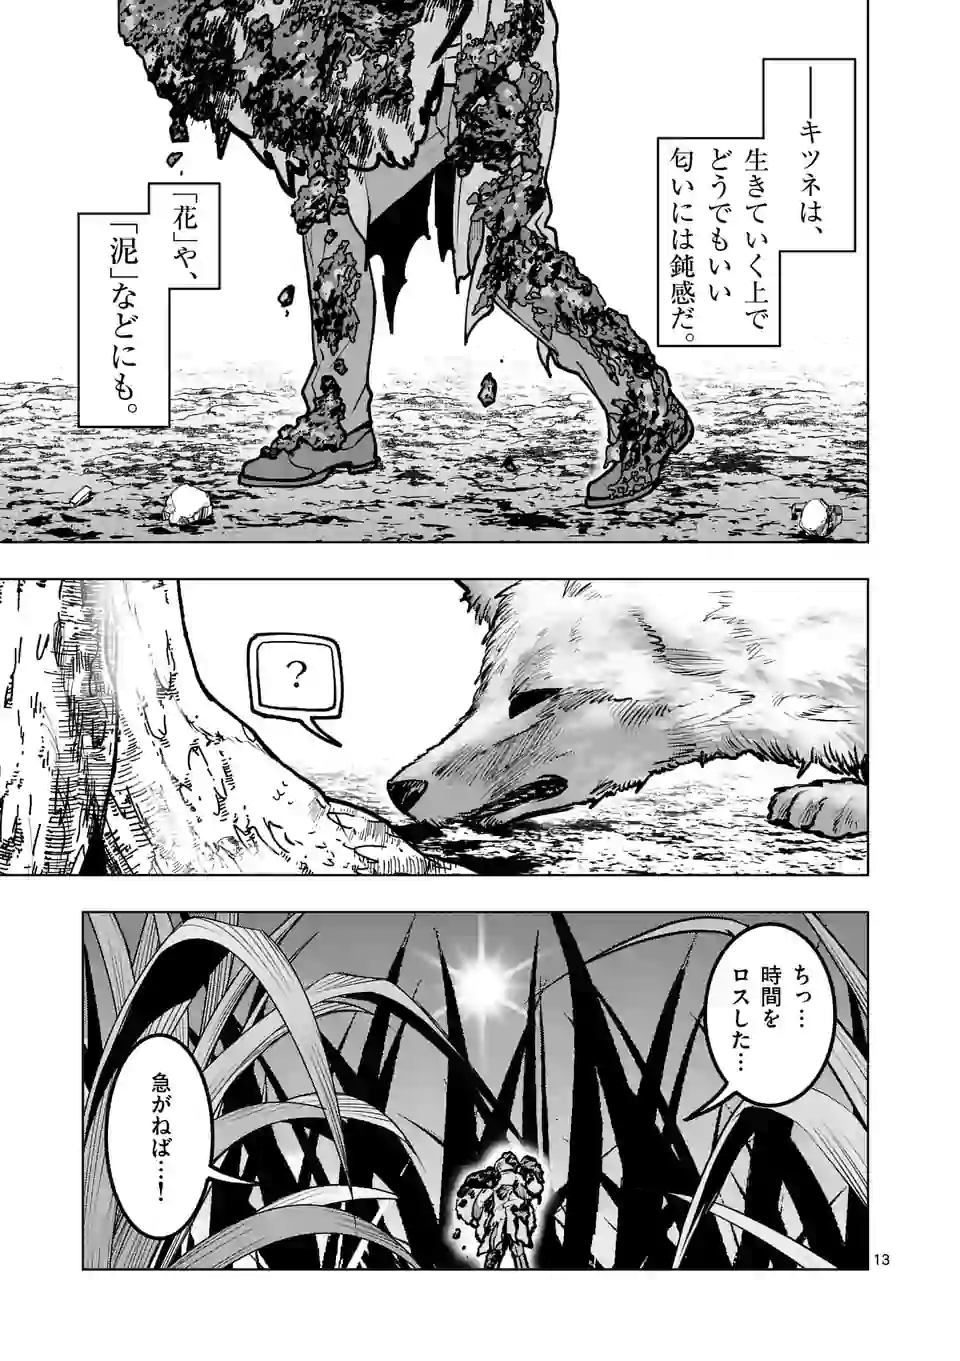 ──キツネは、
生きていく上で
どうでもいい
匂いには鈍感だ。
「花」や、
「泥」などにも。
？
ちっ…
時間を
ロスした…
急がねば…！
13